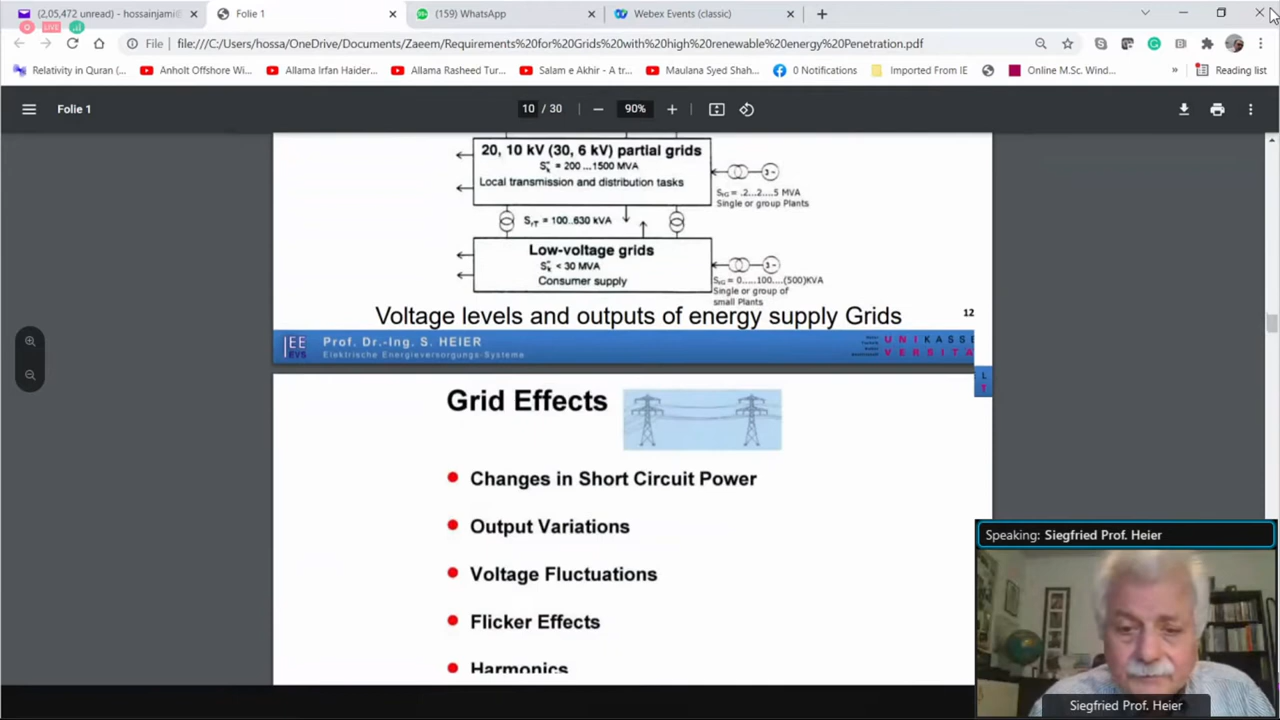 (2,05,472 unread) - hossainjami@
Folie 1
(159) WhatsApp
Webex Events (classic)
LIVE
File
file:///C:/Users/hossa/OneDrive/Documents/Zaeem/Requirements%20for%20Grids%20with%20high%20renewable%20energy%20Penetration.pdf
Relativity in Quran (...
Anholt Offshore Wi...
Allama Irfan Haider...
Allama Rasheed Tur...
Salam e Akhir - A tr...
Maulana Syed Shah...
0 Notifications
Imported From IE
Online M.Sc. Wind...
»
Reading list
Folie 1
10 / 30
90%
20, 10 kV (30, 6 kV) partial grids
S"k = 200 ...1500 MVA
Local transmission and distribution tasks
SrG = .2...2....5 MVA
Single or group Plants
SrT = 100..630 kVA
Low-voltage grids
S"k < 30 MVA
Consumer supply
SrG = 0.....100....(500)KVA
Single or group of
small Plants
Voltage levels and outputs of energy supply Grids
12
IEE
EVS
Prof. Dr.-Ing. S. HEIER
Elektrische Energieversorgungs-Systeme
UNIKASSE
VERSITA
L
T
Grid Effects
Changes in Short Circuit Power
Output Variations
Voltage Fluctuations
Flicker Effects
Harmonics
Speaking: Siegfried Prof. Heier
Siegfried Prof. Heier